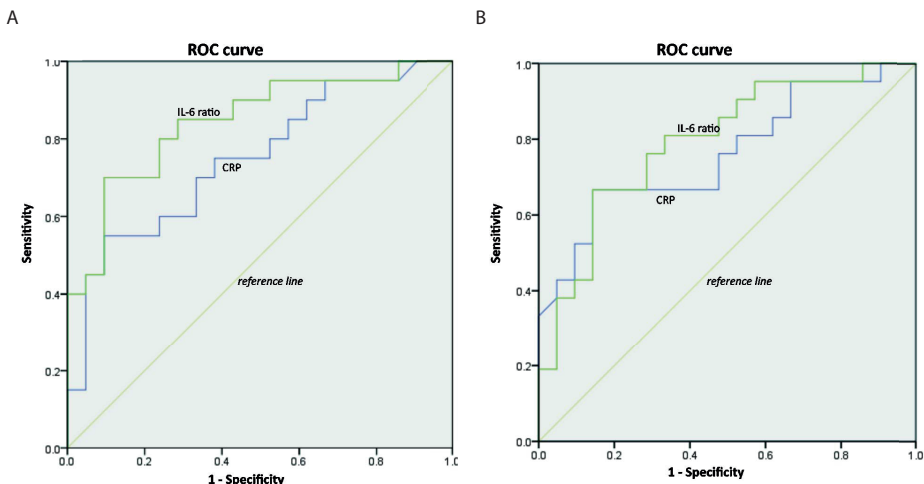 A
ROC curve
1.0
0.8
0.6
0.4
0.2
0.0
Sensitivity
IL-6 ratio
CRP
reference line
0.0 0.2 0.4 0.6 0.8 1.0
1 - Specificity
B
ROC curve
1.0
0.8
0.6
0.4
0.2
0.0
Sensitivity
IL-6 ratio
CRP
reference line
0.0 0.2 0.4 0.6 0.8 1.0
1 - Specificity